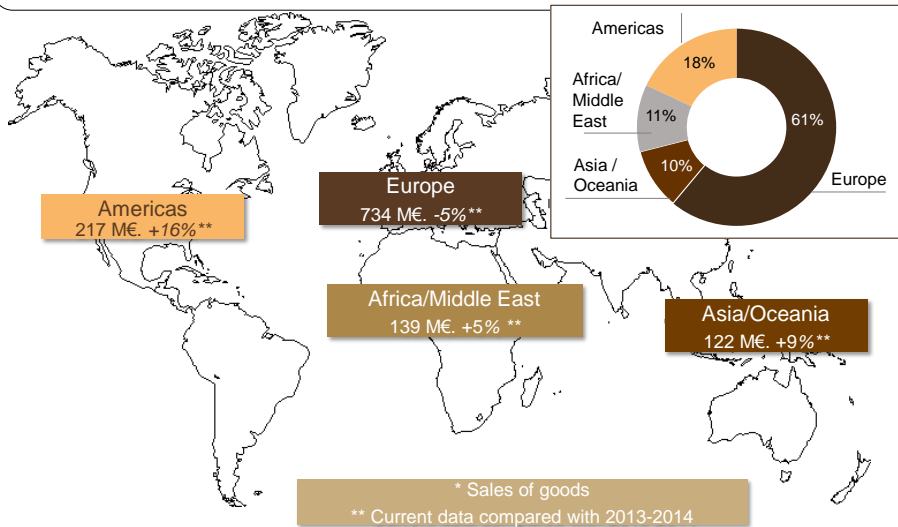 Americas
18%
Africa/
Middle
East
11%
61%
Asia /
Oceania
10%
Europe
Europe
734 M€. -5%**
Americas
217 M€. +16%**
Africa/Middle East
139 M€. +5% **
Asia/Oceania
122 M€. +9%**
* Sales of goods
** Current data compared with 2013-2014